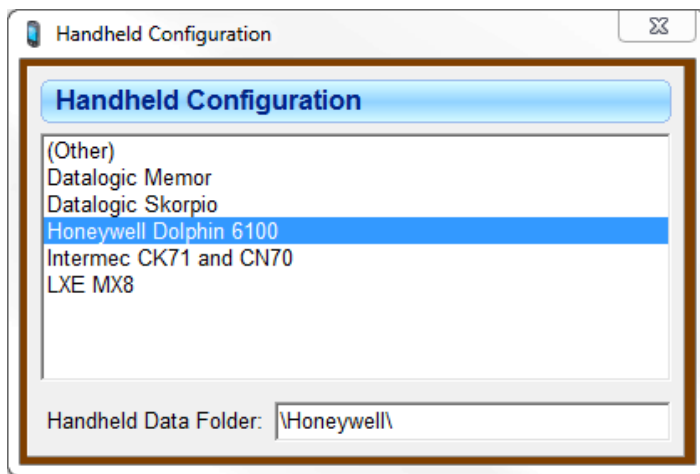 Handheld Configuration
Handheld Configuration
(Other)
Datalogic Memor
Datalogic Skorpio
Honeywell Dolphin 6100
Intermec CK71 and CN70
LXE MX8
Handheld Data Folder: \Honeywell\